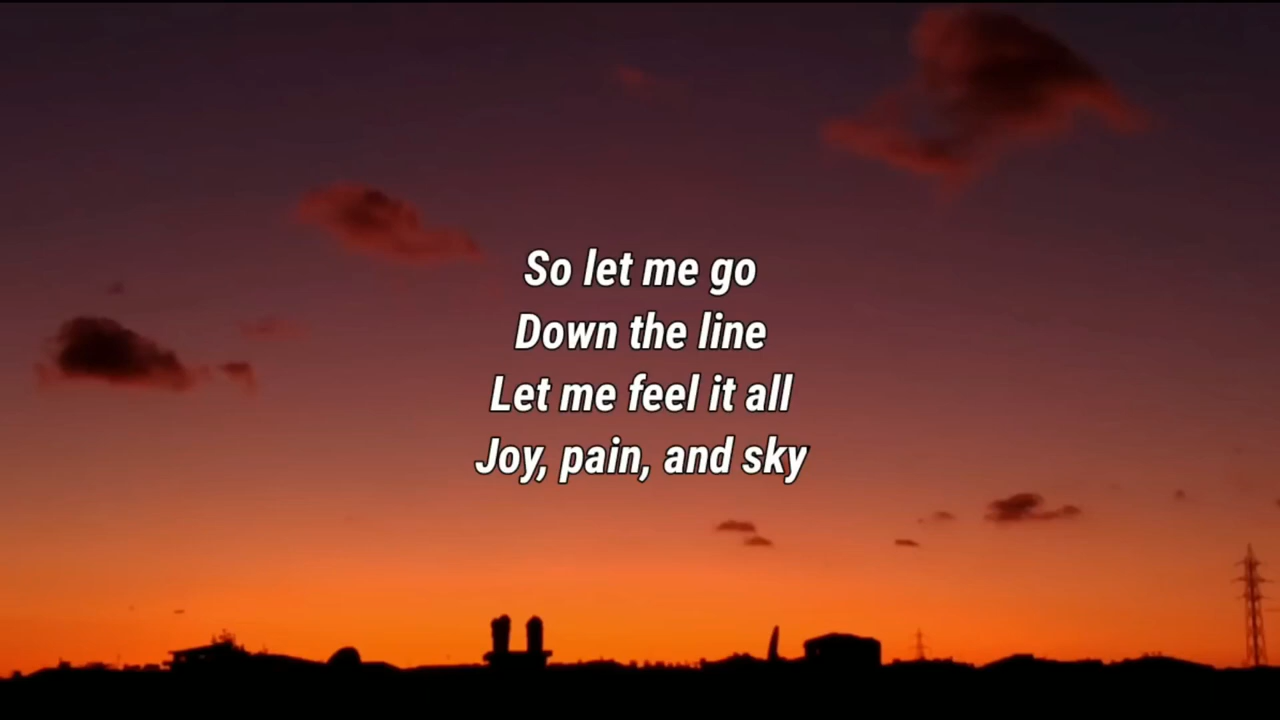 So let me go
Down the line
Let me feel it all
Joy, pain, and sky